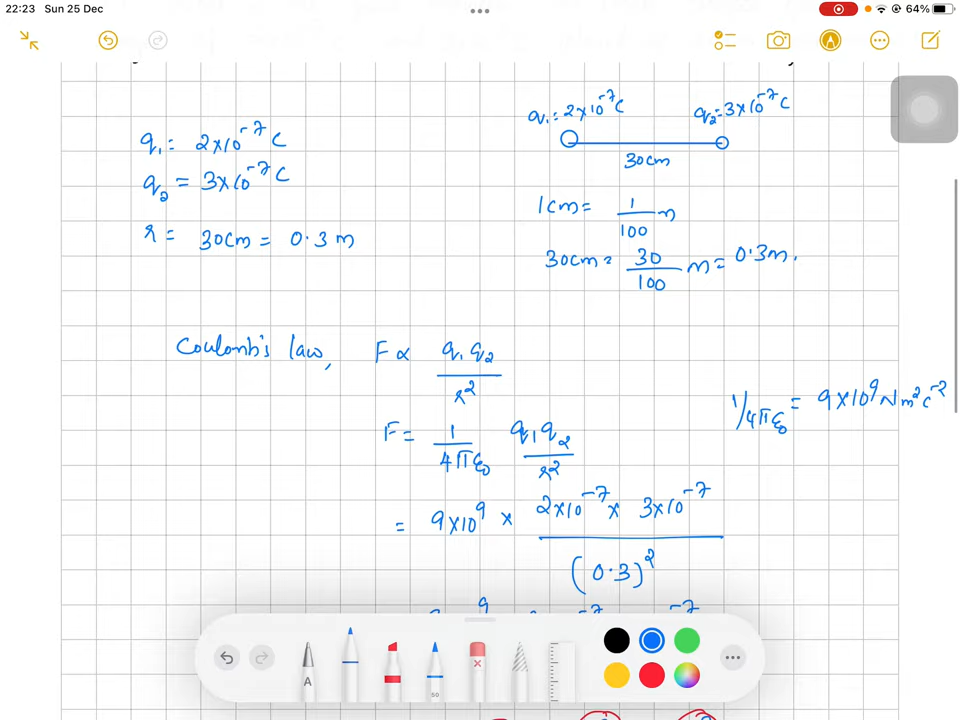 22:23 Sun 25 Dec
64%
q₁ = 2×10⁻⁷ C
q₂ = 3×10⁻⁷ C
r = 30cm = 0.3 m
q₁ = 2×10⁻⁷ C
q₂ = 3×10⁻⁷ C
30cm
1cm = 1/100 m
30cm = 30/100 m = 0.3m.
Coulomb's law, F ∝ q₁ q₂ / r²
F = 1/4πε₀ q₁q₂ / r²
1/4πε₀ = 9×10⁹ Nm²C⁻²
= 9×10⁹ × 2×10⁻⁷ × 3×10⁻⁷ / (0.3)²
A
50